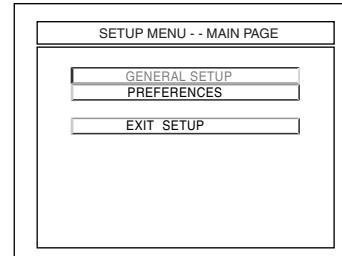 SETUP MENU - - MAIN PAGE
GENERAL SETUP
PREFERENCES
EXIT SETUP